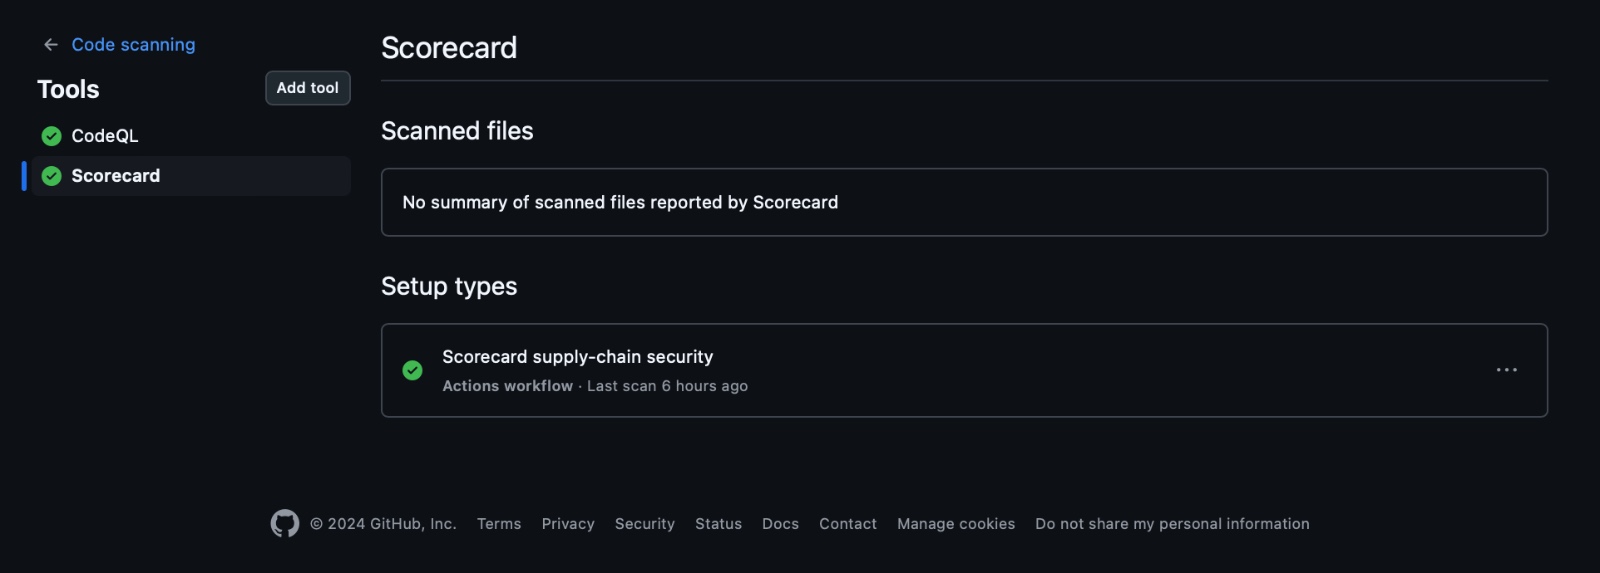 Code scanning
Tools
Add tool
CodeQL
Scorecard
Scorecard
Scanned files
No summary of scanned files reported by Scorecard
Setup types
Scorecard supply-chain security
Actions workflow · Last scan 6 hours ago
© 2024 GitHub, Inc. Terms Privacy Security Status Docs Contact Manage cookies Do not share my personal information